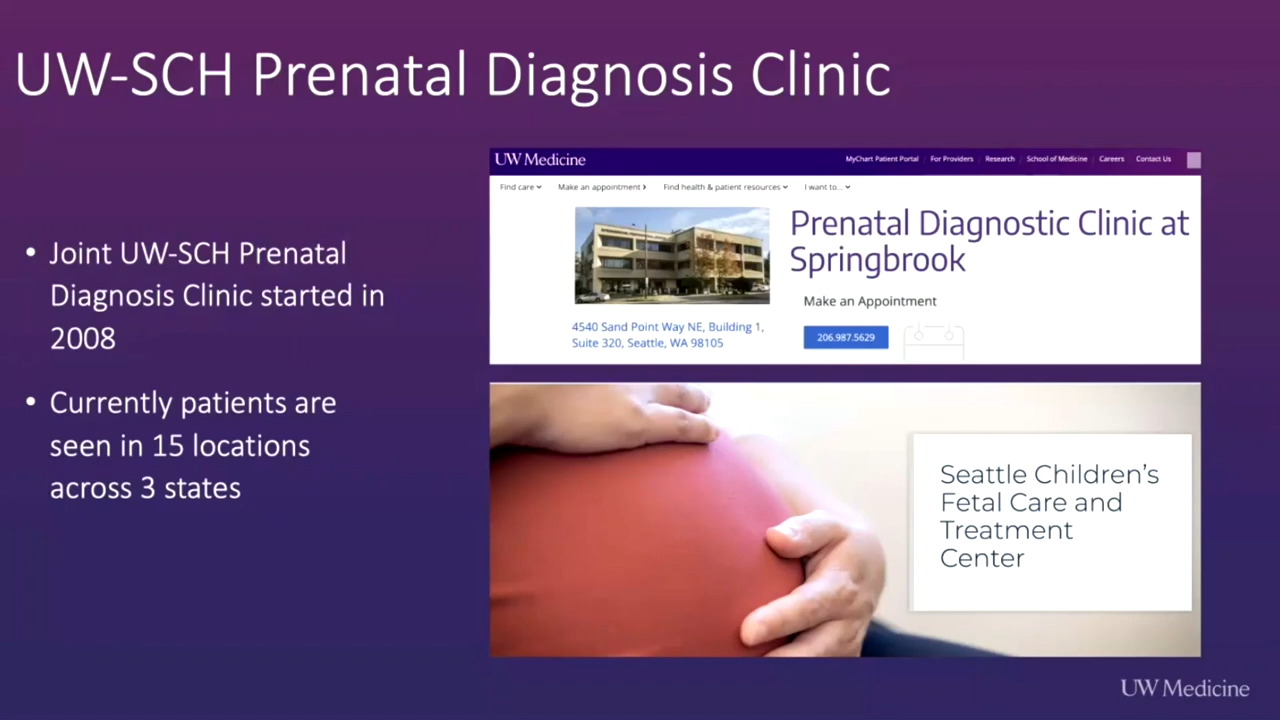 UW-SCH Prenatal Diagnosis Clinic
• Joint UW-SCH Prenatal
Diagnosis Clinic started in
2008
• Currently patients are
seen in 15 locations
across 3 states
UW Medicine
MyChart Patient Portal
For Providers
Research
School of Medicine
Careers
Contact Us
Find care
Make an appointment
Find health & patient resources
I want to...
Prenatal Diagnostic Clinic at
Springbrook
Make an Appointment
206.987.5629
4540 Sand Point Way NE, Building 1,
Suite 320, Seattle, WA 98105
Seattle Children's
Fetal Care and
Treatment
Center
UW Medicine